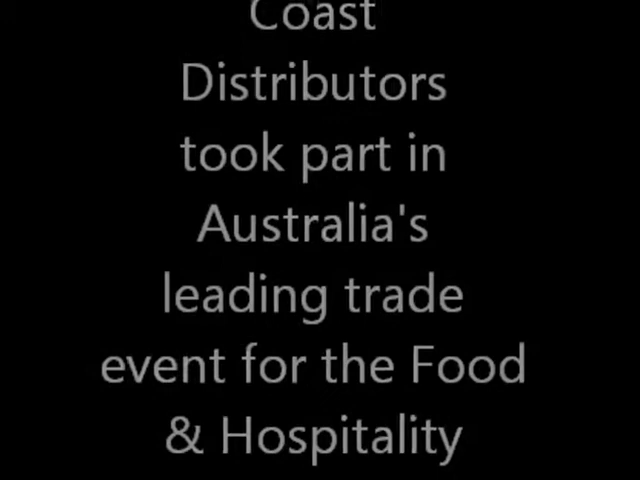 Coast
Distributors
took part in
Australia's
leading trade
event for the Food
& Hospitality